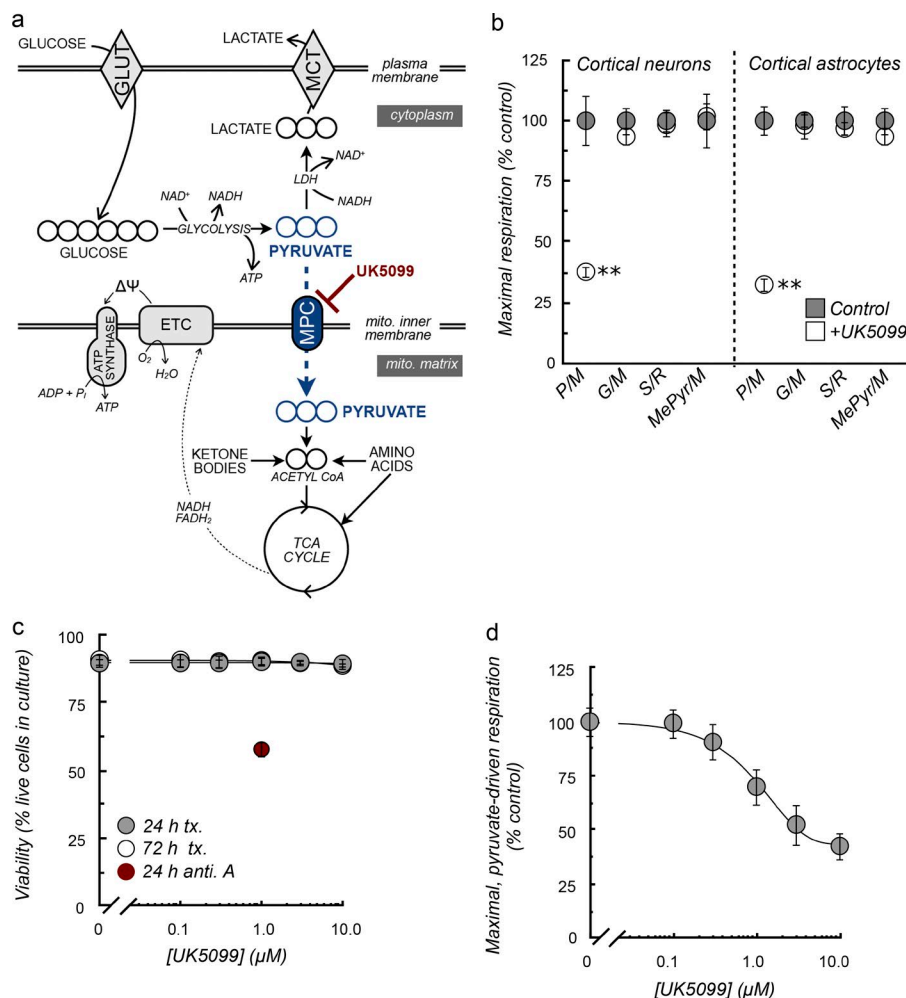 a
GLUCOSE
GLUT
LACTATE
MCT
plasma
membrane
cytoplasm
LACTATE
NAD⁺
LDH
NADH
NAD⁺
NADH
GLYCOLYSIS
ATP
GLUCOSE
PYRUVATE
UK5099
ΔΨ
ETC
ATP
SYNTHASE
O₂
H₂O
ADP + Pᵢ
ATP
MPC
mito. inner
membrane
mito. matrix
PYRUVATE
KETONE
BODIES
ACETYL CoA
AMINO
ACIDS
NADH
FADH₂
TCA
CYCLE
b
Maximal respiration (% control)
125
100
75
50
25
0
Cortical neurons
Cortical astrocytes
**
**
Control
+UK5099
P/M
G/M
S/R
MePyr/M
P/M
G/M
S/R
MePyr/M
c
Viability (% live cells in culture)
100
75
50
25
0
24 h tx.
72 h tx.
24 h anti. A
0
0.1
1.0
10.0
[UK5099] (µM)
d
Maximal, pyruvate-driven respiration
(% control)
125
100
75
50
25
0
0
0.1
1.0
10.0
[UK5099] (µM)